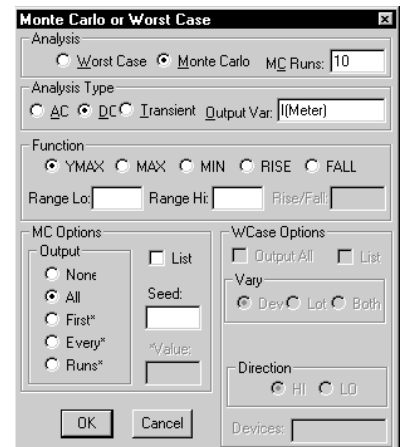 Monte Carlo or Worst Case
Analysis
Worst Case Monte Carlo MC Runs: 10
Analysis Type
AC DC Transient Output Var: I(Meter)
Function
YMAX MAX MIN RISE FALL
Range Lo: Range Hi: Rise/Fall:
MC Options
Output
None
All
First*
Every*
Runs*
List
Seed:
*Value:
OK Cancel
WCase Options
Output All List
Vary
Dev Lot Both
Direction
HI LO
Devices: